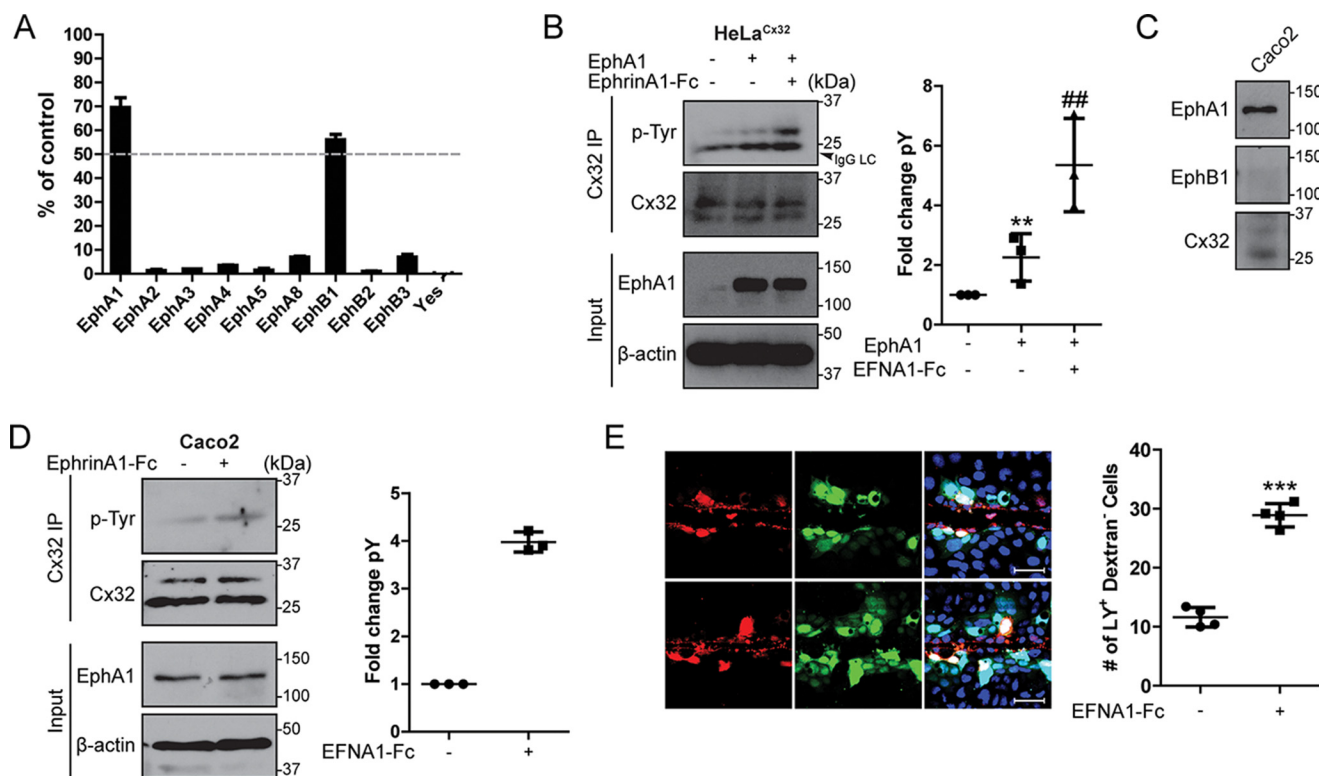 A
% of control
100
90
80
70
60
50
40
30
20
10
0
EphA1
EphA2
EphA3
EphA4
EphA5
EphA8
EphB1
EphB2
EphB3
Yes
B
HeLaCx32
EphA1 - + +
EphrinA1-Fc - - + (kDa)
Cx32 IP
p-Tyr
37
25
IgG LC
Cx32
37
25
Input
EphA1
150
100
β-actin
50
37
Fold change pY
8
6
4
2
0
**
##
EphA1 - + +
EFNA1-Fc - - +
C
Caco2
EphA1
150
100
EphB1
150
100
Cx32
37
25
D
Caco2
EphrinA1-Fc - + (kDa)
Cx32 IP
p-Tyr
37
25
Cx32
37
25
Input
EphA1
150
100
β-actin
50
37
Fold change pY
5
4
3
2
1
0
EFNA1-Fc - +
E
# of LY+ Dextran- Cells
40
30
20
10
0
***
EFNA1-Fc - +